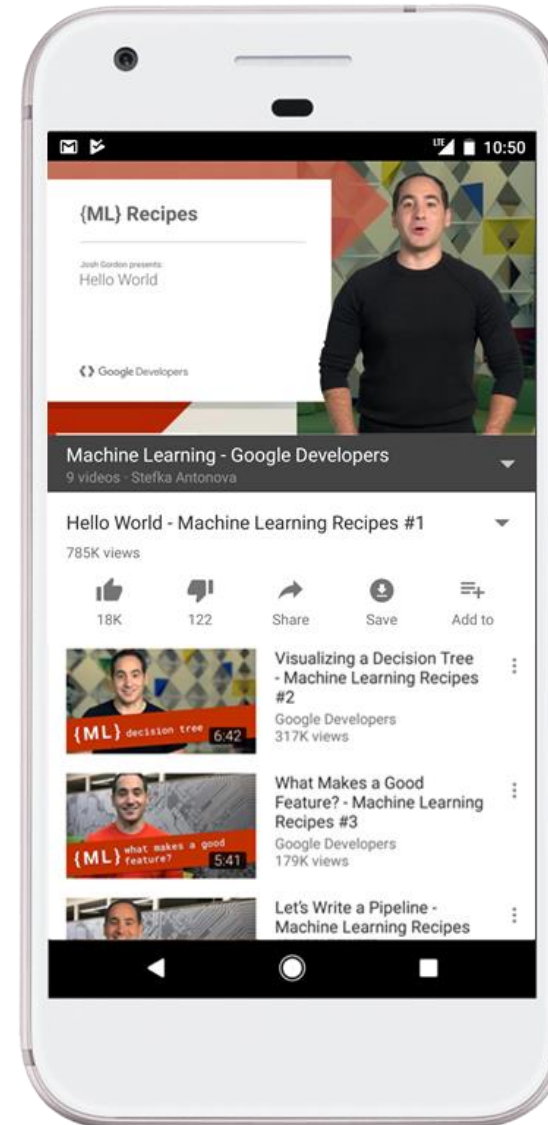 LTE 10:50
{ML} Recipes
Josh Gordon presents:
Hello World
Google Developers
Machine Learning - Google Developers
9 videos · Stefka Antonova
Hello World - Machine Learning Recipes #1
785K views
18K 122 Share Save Add to
{ML} decision tree 6:42
Visualizing a Decision Tree
- Machine Learning Recipes
#2
Google Developers
317K views
{ML} what makes a good
feature? 5:41
What Makes a Good
Feature? - Machine Learning
Recipes #3
Google Developers
179K views
Let's Write a Pipeline -
Machine Learning Recipes